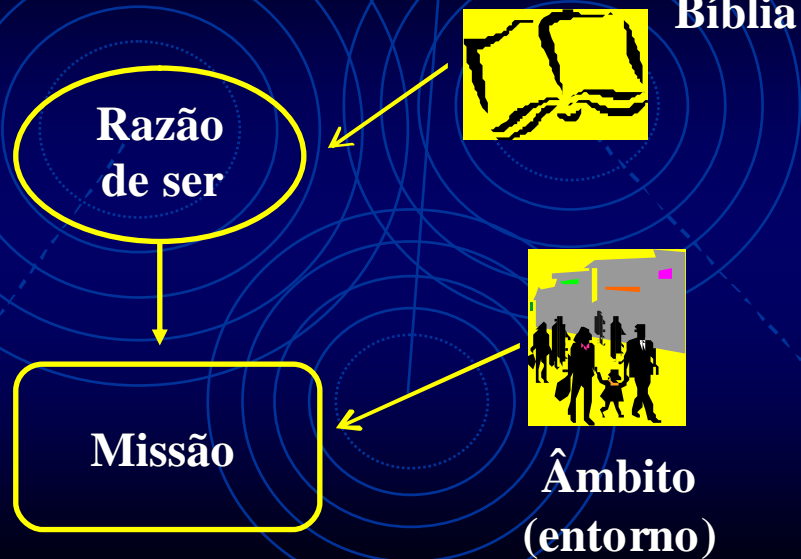 Bíblia
Razão
de ser
Missão
Âmbito
(entorno)